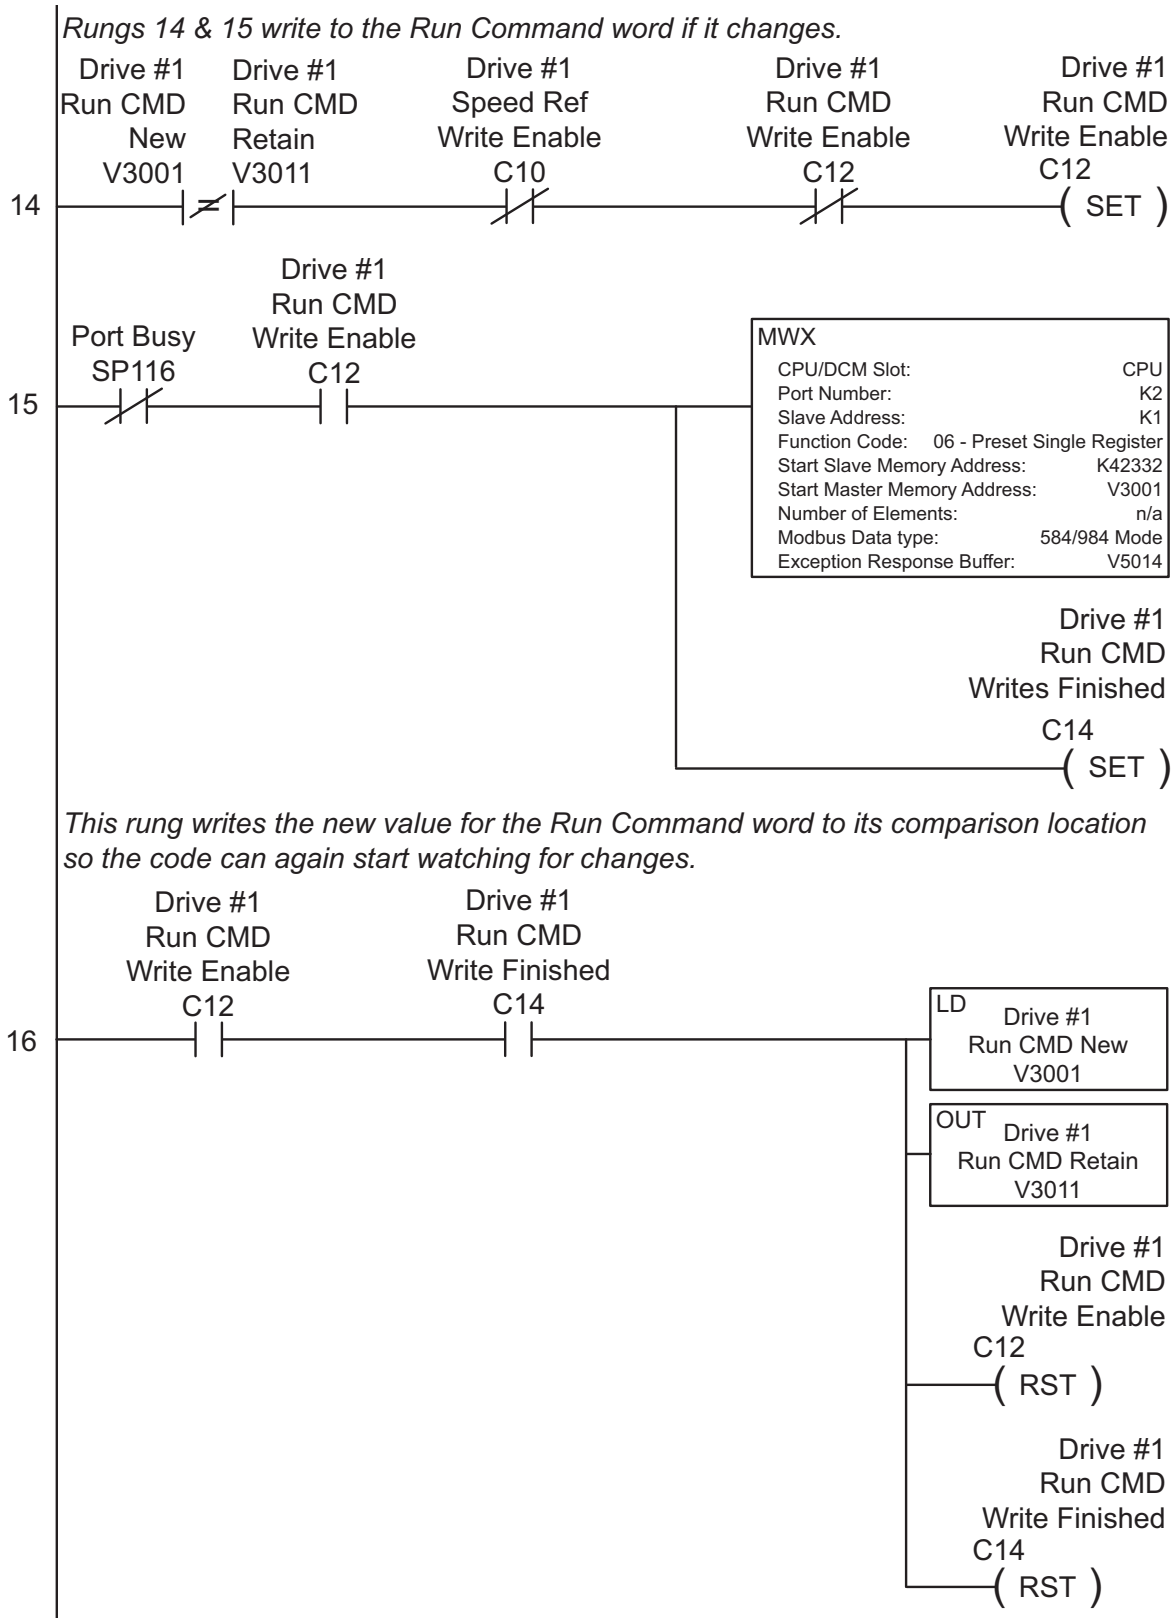 Rungs 14 & 15 write to the Run Command word if it changes.
Drive #1
Run CMD
New
V3001
Drive #1
Run CMD
Retain
V3011
Drive #1
Speed Ref
Write Enable
C10
Drive #1
Run CMD
Write Enable
C12
Drive #1
Run CMD
Write Enable
C12
14
=
( SET )
Drive #1
Run CMD
Write Enable
C12
Port Busy
SP116
15
MWX
CPU/DCM Slot: CPU
Port Number: K2
Slave Address: K1
Function Code: 06 - Preset Single Register
Start Slave Memory Address: K42332
Start Master Memory Address: V3001
Number of Elements: n/a
Modbus Data type: 584/984 Mode
Exception Response Buffer: V5014
Drive #1
Run CMD
Writes Finished
C14
( SET )
This rung writes the new value for the Run Command word to its comparison location
so the code can again start watching for changes.
Drive #1
Run CMD
Write Enable
C12
Drive #1
Run CMD
Write Finished
C14
16
LD
Drive #1
Run CMD New
V3001
OUT
Drive #1
Run CMD Retain
V3011
Drive #1
Run CMD
Write Enable
C12
( RST )
Drive #1
Run CMD
Write Finished
C14
( RST )